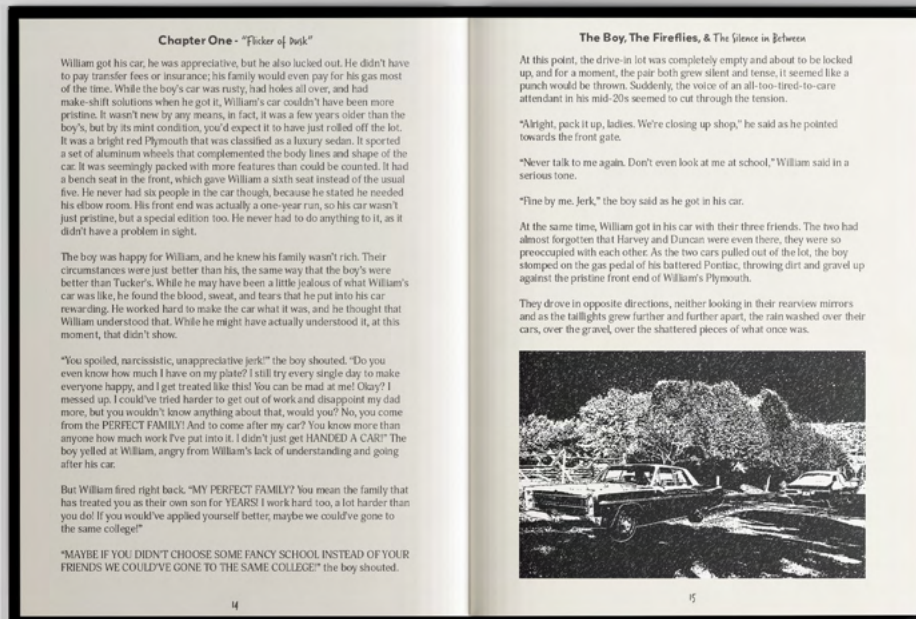 Chapter One - "Flicker of Dusk"
William got his car, he was appreciative, but he also lucked out. He didn't have
to pay transfer fees or insurance; his family would even pay for his gas most
of the time. While the boy's car was rusty, had holes all over, and had
make-shift solutions when he got it, William's car couldn't have been more
pristine. It wasn't new by any means, in fact, it was a few years older than the
boy's, but by its mint condition, you'd expect it to have just rolled off the lot.
It was a bright red Plymouth that was classified as a luxury sedan. It sported
a set of aluminum wheels that complemented the body lines and shape of the
car. It was seemingly packed with more features than could be counted. It had
a bench seat in the front, which gave William a sixth seat instead of the usual
five. He never had six people in the car though, because he stated he needed
his elbow room. His front end was actually a one-year run, so his car wasn't
just pristine, but a special edition too. He never had to do anything to it, as it
didn't have a problem in sight.
The boy was happy for William, and he knew his family wasn't rich. Their
circumstances were just better than his, the same way that the boy's were
better than Tucker's. While he may have been a little jealous of what William's
car was like, he found the blood, sweat, and tears that he put into his car
rewarding. He worked hard to make the car what it was, and he thought that
William understood that. While he might have actually understood it, at this
moment, that didn't show.
"You spoiled, narcissistic, unappreciative jerk!" the boy shouted. "Do you
even know how much I have on my plate? I still try every single day to make
everyone happy, and I get treated like this! You can be mad at me! Okay? I
messed up. I could've tried harder to get out of work and disappoint my dad
more, but you wouldn't know anything about that, would you? No, you come
from the PERFECT FAMILY! And to come after my car? You know more than
anyone how much work I've put into it. I didn't just get HANDED A CAR!" The
boy yelled at William, angry from William's lack of understanding and going
after his car.
But William fired right back. "MY PERFECT FAMILY? You mean the family that
has treated you as their own son for YEARS! I work hard too, a lot harder than
you do! If you would've applied yourself better, maybe we could've gone to
the same college!"
"MAYBE IF YOU DIDN'T CHOOSE SOME FANCY SCHOOL INSTEAD OF YOUR
FRIENDS WE COULD'VE GONE TO THE SAME COLLEGE!" the boy shouted.
14
The Boy, The Fireflies, & The Silence in Between
At this point, the drive-in lot was completely empty and about to be locked
up, and for a moment, the pair both grew silent and tense, it seemed like a
punch would be thrown. Suddenly, the voice of an all-too-tired-to-care
attendant in his mid-20s seemed to cut through the tension.
"Alright, pack it up, ladies. We're closing up shop," he said as he pointed
towards the front gate.
"Never talk to me again. Don't even look at me at school," William said in a
serious tone.
"Fine by me. Jerk," the boy said as he got in his car.
At the same time, William got in his car with their three friends. The two had
almost forgotten that Harvey and Duncan were even there, they were so
preoccupied with each other. As the two cars pulled out of the lot, the boy
stomped on the gas pedal of his battered Pontiac, throwing dirt and gravel up
against the pristine front end of William's Plymouth.
They drove in opposite directions, neither looking in their rearview mirrors
and as the taillights grew further and further apart, the rain washed over their
cars, over the gravel, over the shattered pieces of what once was.
15